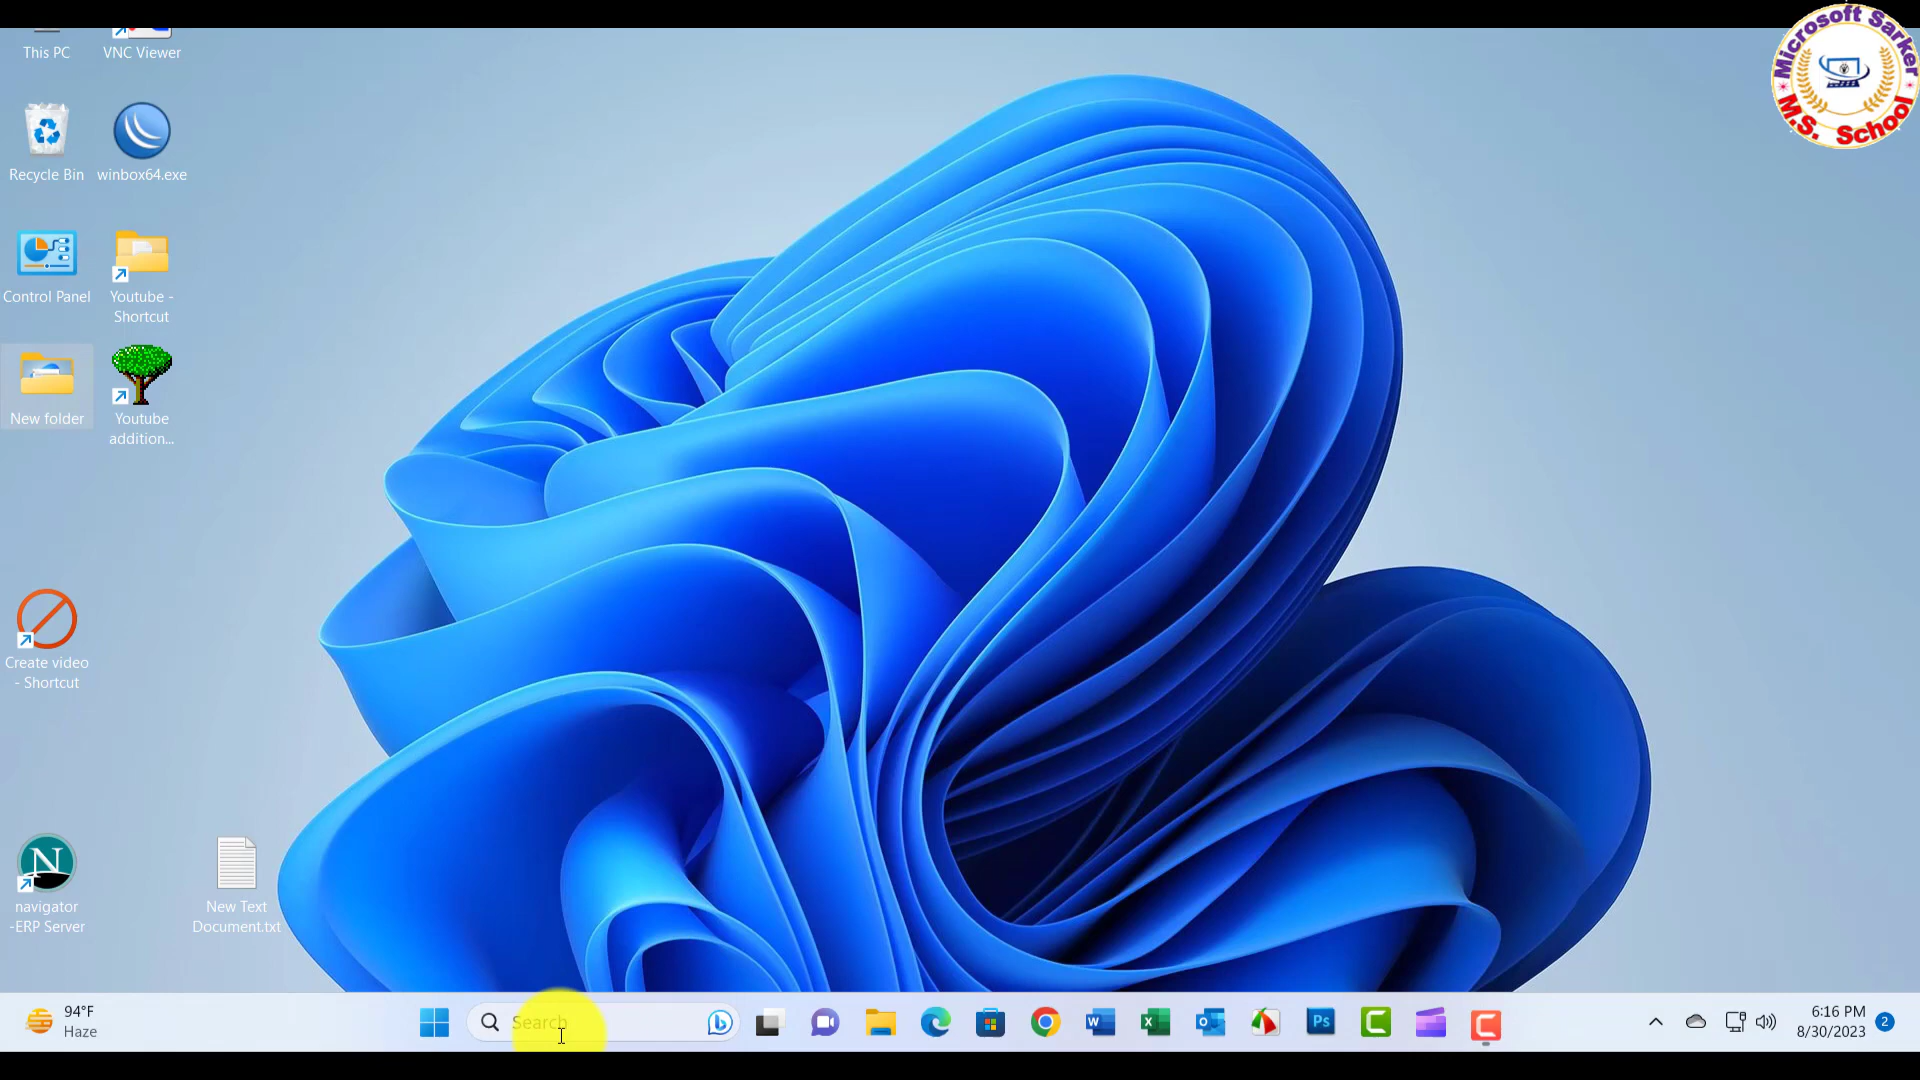 Microsoft Sarker
M.S. School
This PC
VNC Viewer
Recycle Bin
winbox64.exe
Control Panel
Youtube -
Shortcut
New folder
Youtube
addition...
Create video
- Shortcut
N
navigator
-ERP Server
New Text
Document.txt
94°F
Haze
Search
W
X
O
Ps
C
C
6:16 PM
8/30/2023
2